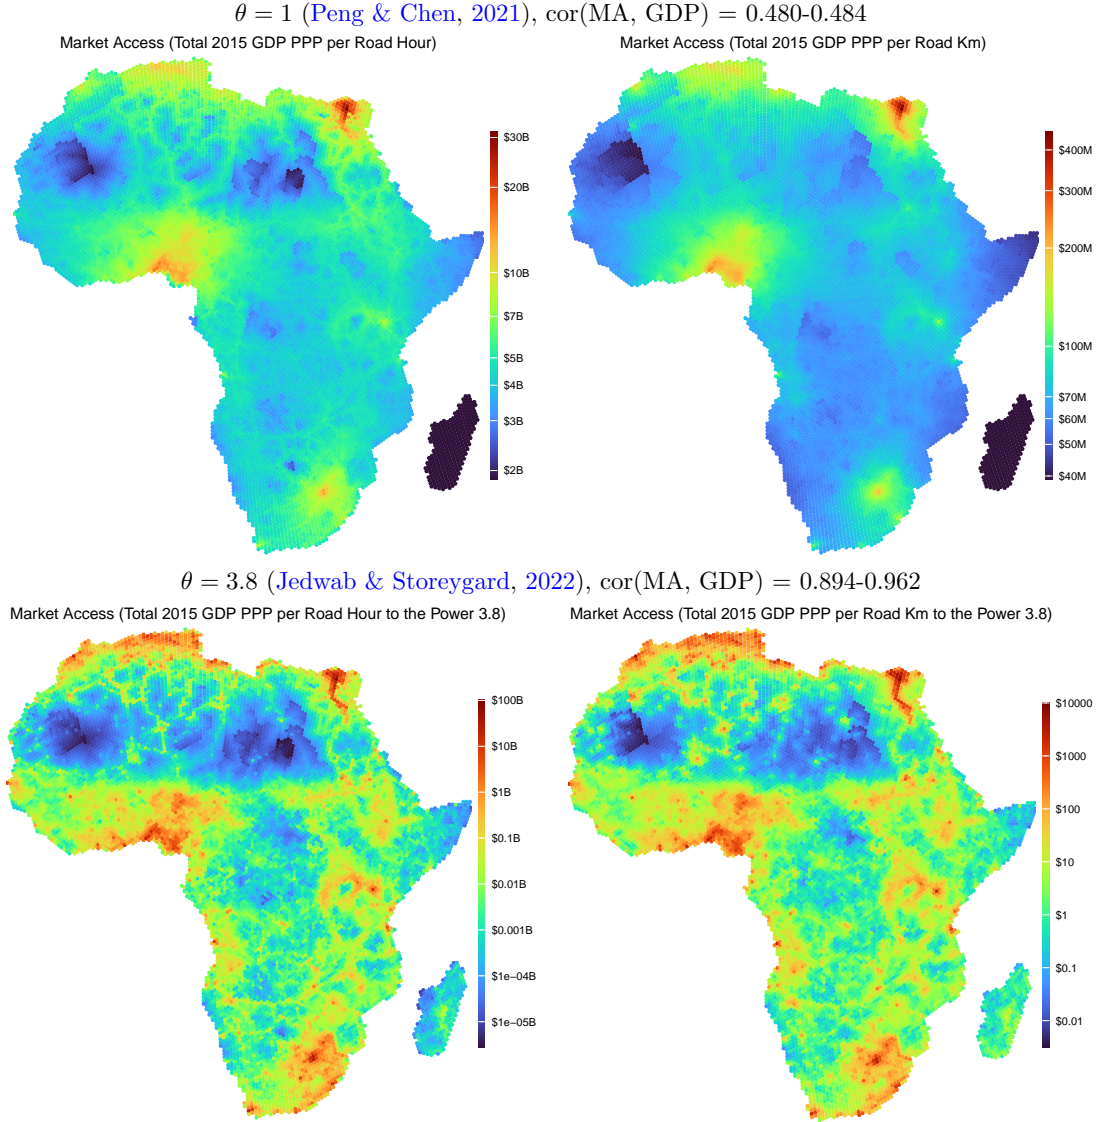 θ = 1 (Peng & Chen, 2021), cor(MA, GDP) = 0.480-0.484
Market Access (Total 2015 GDP PPP per Road Hour)
$30B
$20B
$10B
$7B
$5B
$4B
$3B
$2B
Market Access (Total 2015 GDP PPP per Road Km)
$400M
$300M
$200M
$100M
$70M
$60M
$50M
$40M
θ = 3.8 (Jedwab & Storeygard, 2022), cor(MA, GDP) = 0.894-0.962
Market Access (Total 2015 GDP PPP per Road Hour to the Power 3.8)
$100B
$10B
$1B
$0.1B
$0.01B
$0.001B
$1e-04B
$1e-05B
Market Access (Total 2015 GDP PPP per Road Km to the Power 3.8)
$10000
$1000
$100
$10
$1
$0.1
$0.01